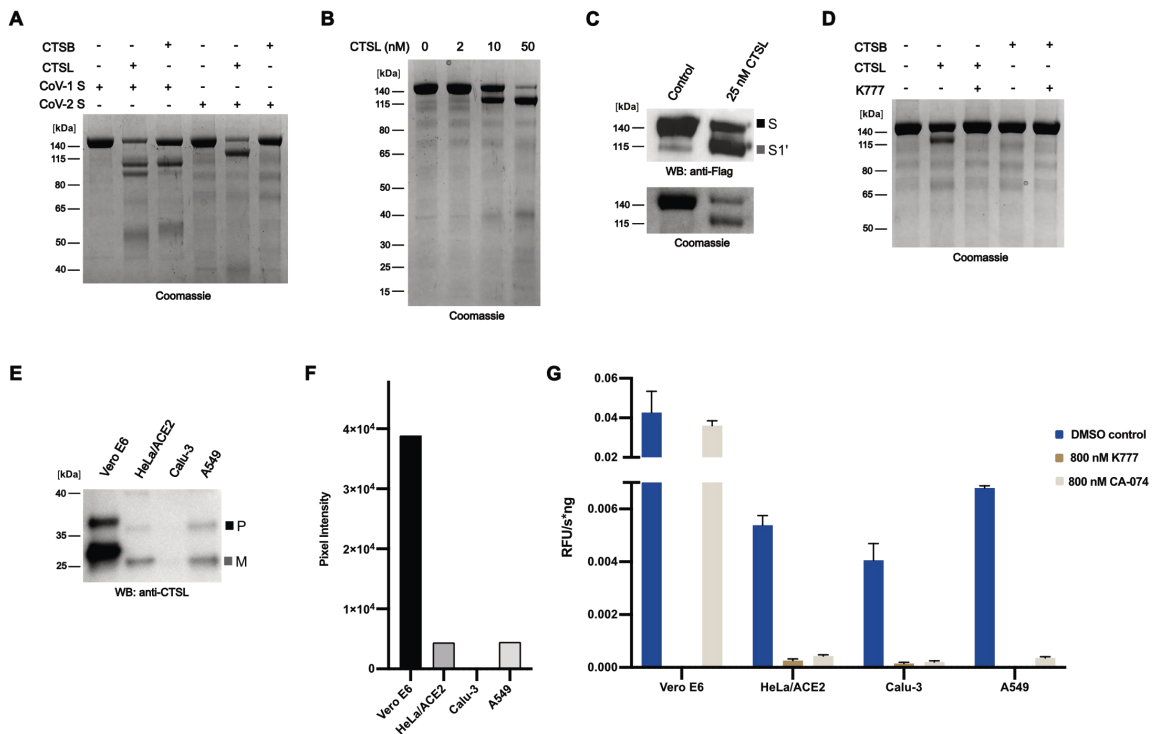 A
CTSB - - + - - +
CTSL - + - - + -
CoV-1 S + + + - - -
CoV-2 S - - - + + +
[kDa]
140
115
80
65
50
40
Coomassie
B
CTSL (nM) 0 2 10 50
[kDa]
140
115
80
65
50
40
30
25
15
Coomassie
C
Control
25 nM CTSL
[kDa]
140
115
S
S1'
WB: anti-Flag
140
115
Coomassie
D
CTSB - - - + +
CTSL - + + - -
K777 - - + - +
[kDa]
140
115
80
65
50
Coomassie
E
Vero E6
HeLa/ACE2
Calu-3
A549
[kDa]
40
35
25
P
M
WB: anti-CTSL
F
Pixel Intensity
4×10⁴
3×10⁴
2×10⁴
1×10⁴
0
Vero E6
HeLa/ACE2
Calu-3
A549
G
RFU/s*ng
0.06
0.04
0.02
0.006
0.004
0.002
0.000
Vero E6
HeLa/ACE2
Calu-3
A549
DMSO control
800 nM K777
800 nM CA-074